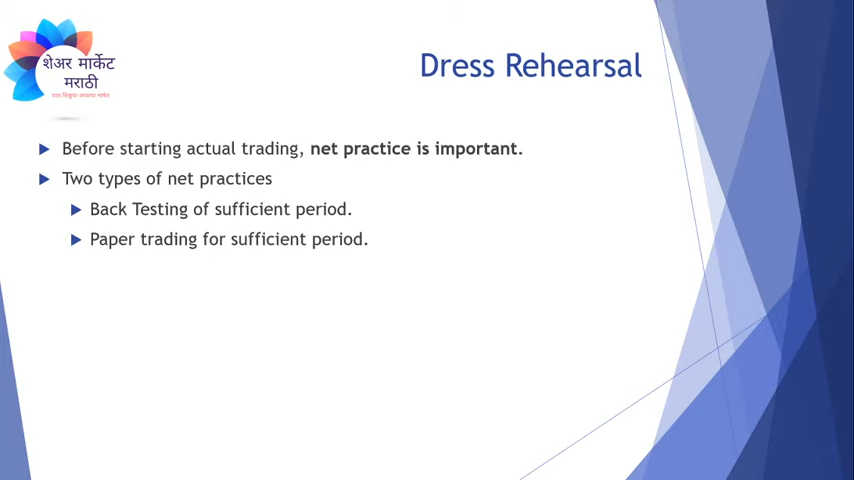 शेअर मार्केट
मराठी
Dress Rehearsal
Before starting actual trading, net practice is important.
Two types of net practices
Back Testing of sufficient period.
Paper trading for sufficient period.